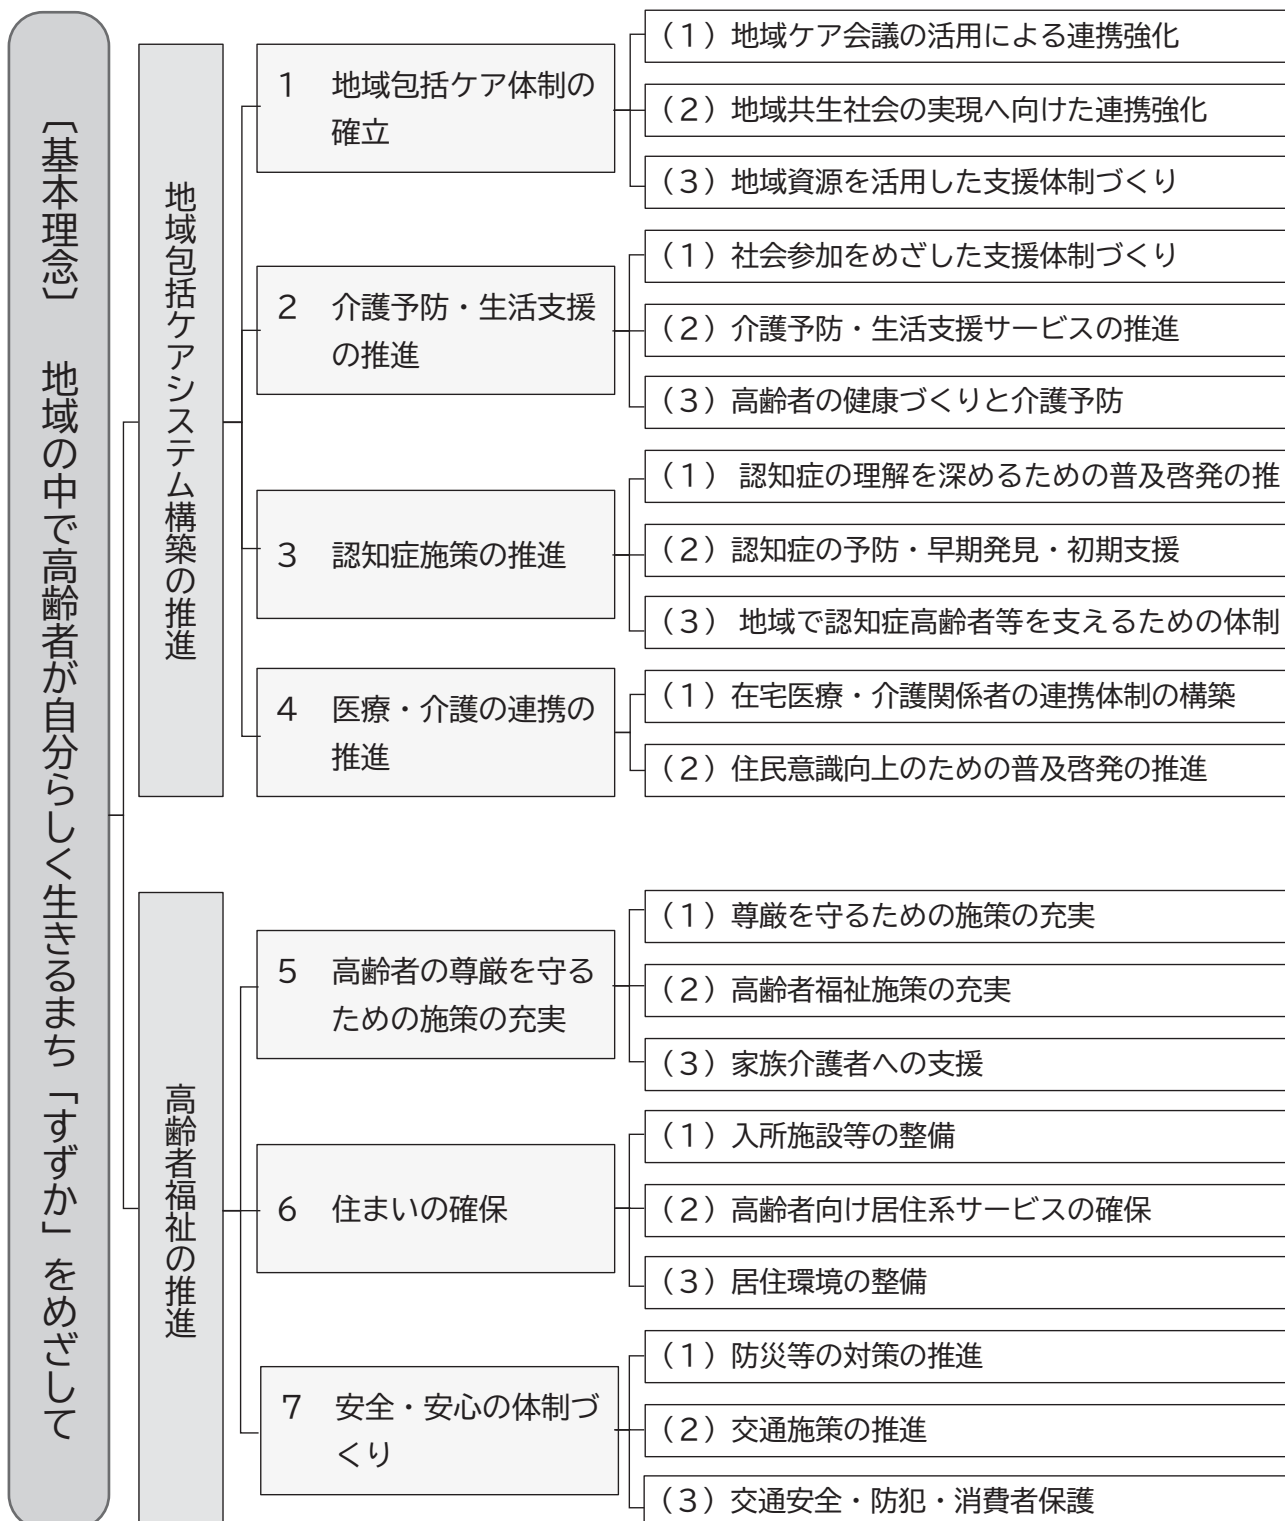 〔基本理念〕　地域の中で高齢者が自分らしく生きるまち「すずか」をめざして
地域包括ケアシステム構築の推進
1　地域包括ケア体制の
確立
（1）地域ケア会議の活用による連携強化
（2）地域共生社会の実現へ向けた連携強化
（3）地域資源を活用した支援体制づくり
2　介護予防・生活支援
の推進
（1）社会参加をめざした支援体制づくり
（2）介護予防・生活支援サービスの推進
（3）高齢者の健康づくりと介護予防
3　認知症施策の推進
（1） 認知症の理解を深めるための普及啓発の推
（2）認知症の予防・早期発見・初期支援
（3） 地域で認知症高齢者等を支えるための体制
4　医療・介護の連携の
推進
（1）在宅医療・介護関係者の連携体制の構築
（2）住民意識向上のための普及啓発の推進
高齢者福祉の推進
5　高齢者の尊厳を守る
ための施策の充実
（1）尊厳を守るための施策の充実
（2）高齢者福祉施策の充実
（3）家族介護者への支援
6　住まいの確保
（1）入所施設等の整備
（2）高齢者向け居住系サービスの確保
（3）居住環境の整備
7　安全・安心の体制づ
くり
（1）防災等の対策の推進
（2）交通施策の推進
（3）交通安全・防犯・消費者保護